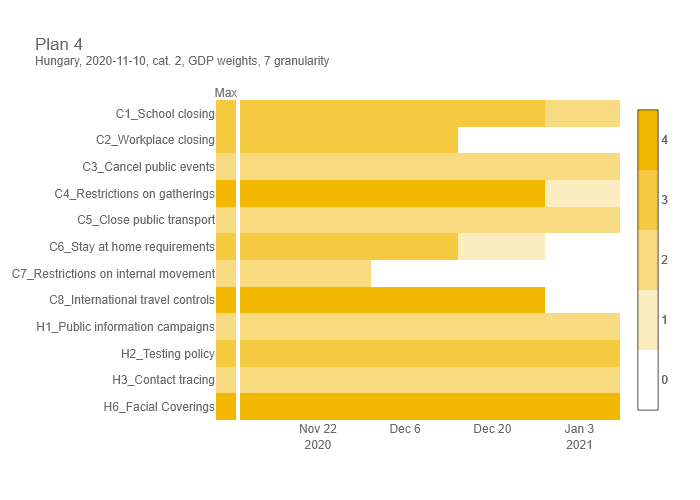 Plan 4
Hungary, 2020-11-10, cat. 2, GDP weights, 7 granularity
Max
C1_School closing
C2_Workplace closing
C3_Cancel public events
C4_Restrictions on gatherings
C5_Close public transport
C6_Stay at home requirements
C7_Restrictions on internal movement
C8_International travel controls
H1_Public information campaigns
H2_Testing policy
H3_Contact tracing
H6_Facial Coverings
Nov 22 Dec 6 Dec 20 Jan 3
2020 2021
4
3
2
1
0